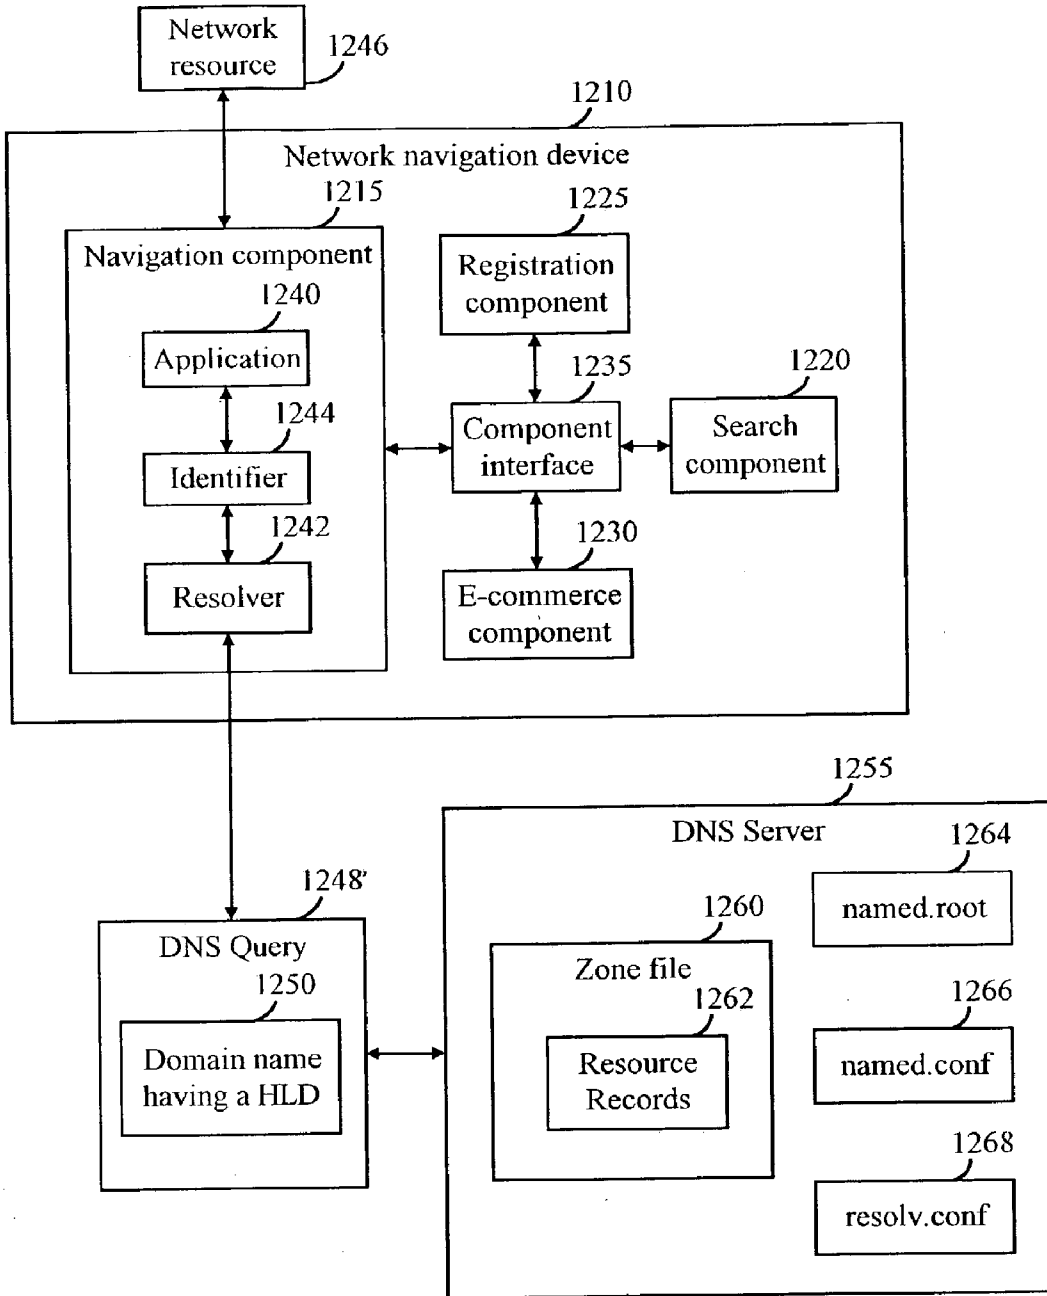 Network
resource
1246
1210
Network navigation device
1215
Navigation component
1240
Application
1244
Identifier
1242
Resolver
1225
Registration
component
1235
Component
interface
1220
Search
component
1230
E-commerce
component
1248'
DNS Query
1250
Domain name
having a HLD
1255
DNS Server
1260
Zone file
1262
Resource
Records
1264
named.root
1266
named.conf
1268
resolv.conf